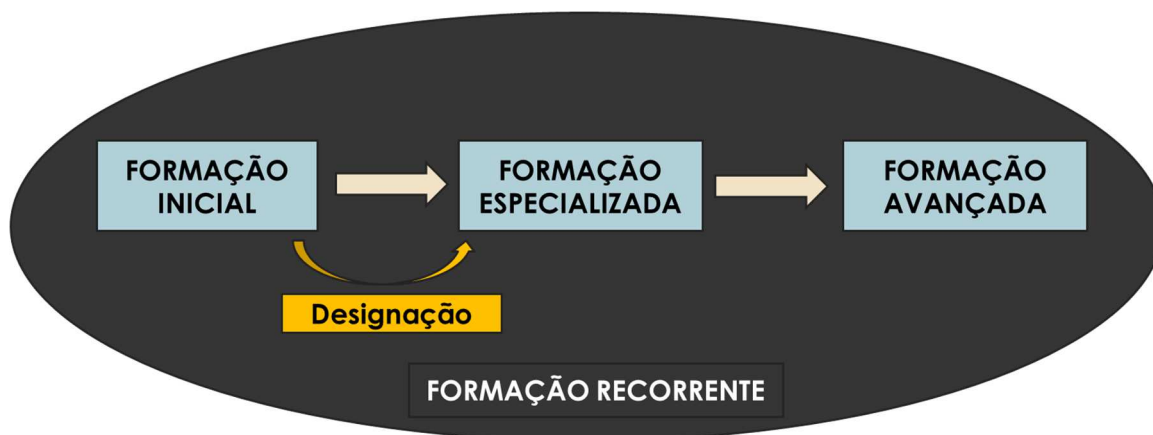 FORMAÇÃO
INICIAL
FORMAÇÃO
ESPECIALIZADA
FORMAÇÃO
AVANÇADA
Designação
FORMAÇÃO RECORRENTE